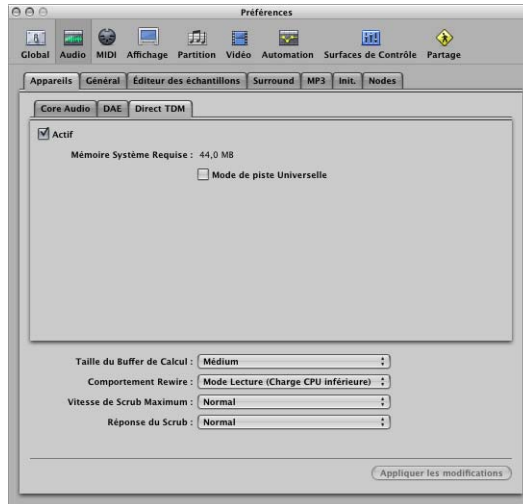 Préférences
Global Audio MIDI Affichage Partition Vidéo Automation Surfaces de Contrôle Partage
Appareils Général Éditeur des échantillons Surround MP3 Init. Nodes
Core Audio DAE Direct TDM
Actif
Mémoire Système Requise : 44,0 MB
Mode de piste Universelle
Taille du Buffer de Calcul : Médium
Comportement Rewire : Mode Lecture (Charge CPU inférieure)
Vitesse de Scrub Maximum : Normal
Réponse du Scrub : Normal
Appliquer les modifications